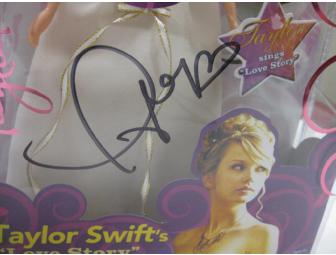 Taylor
sings
"Love Story"
Taylor Swift's
"Love Story"